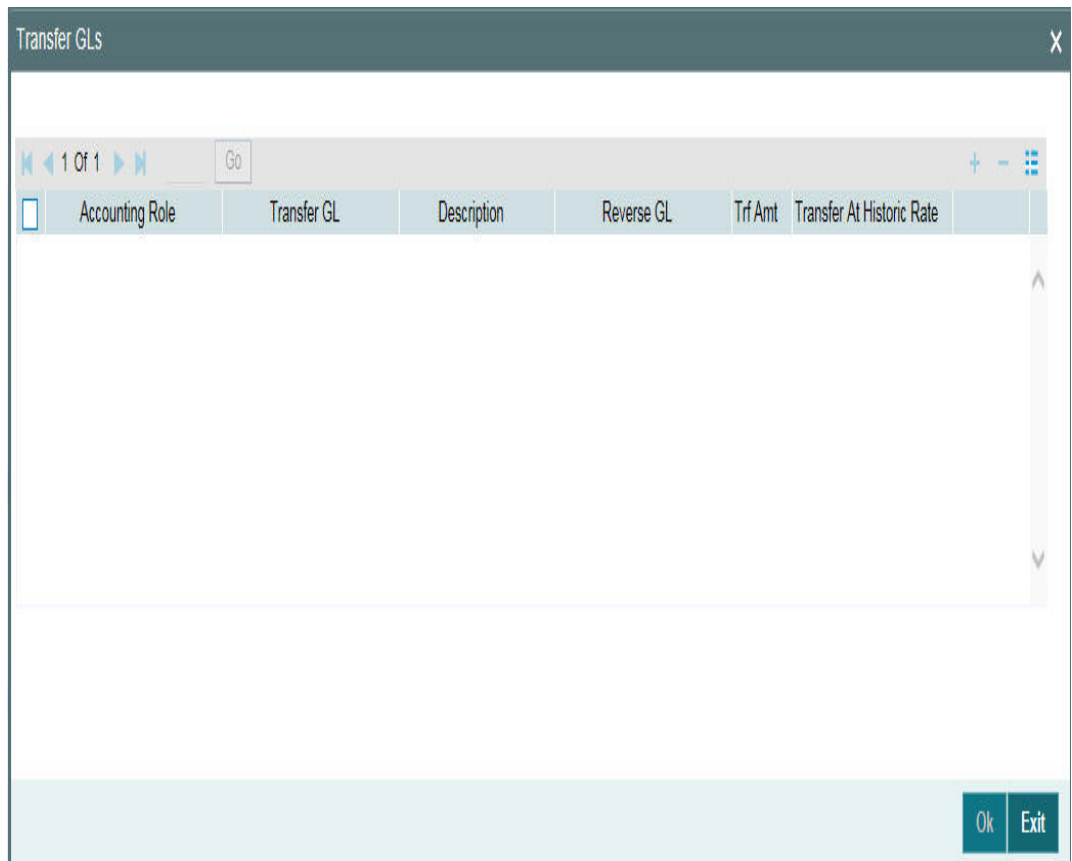 Transfer GLs X
1 Of 1 Go
Accounting Role Transfer GL Description Reverse GL Trf Amt Transfer At Historic Rate
Ok Exit